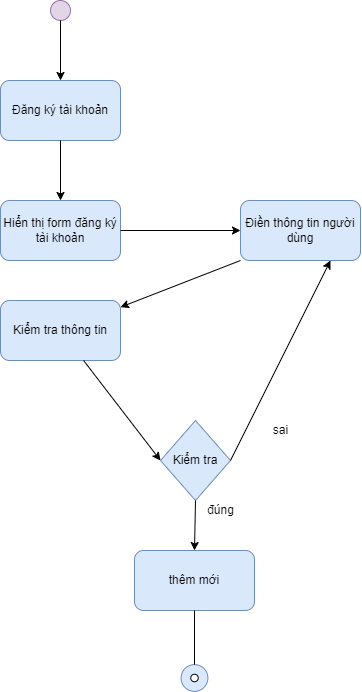 Đăng ký tài khoản
Hiển thị form đăng ký
tài khoản
Điền thông tin người
dùng
Kiểm tra thông tin
Kiểm tra
sai
đúng
thêm mới